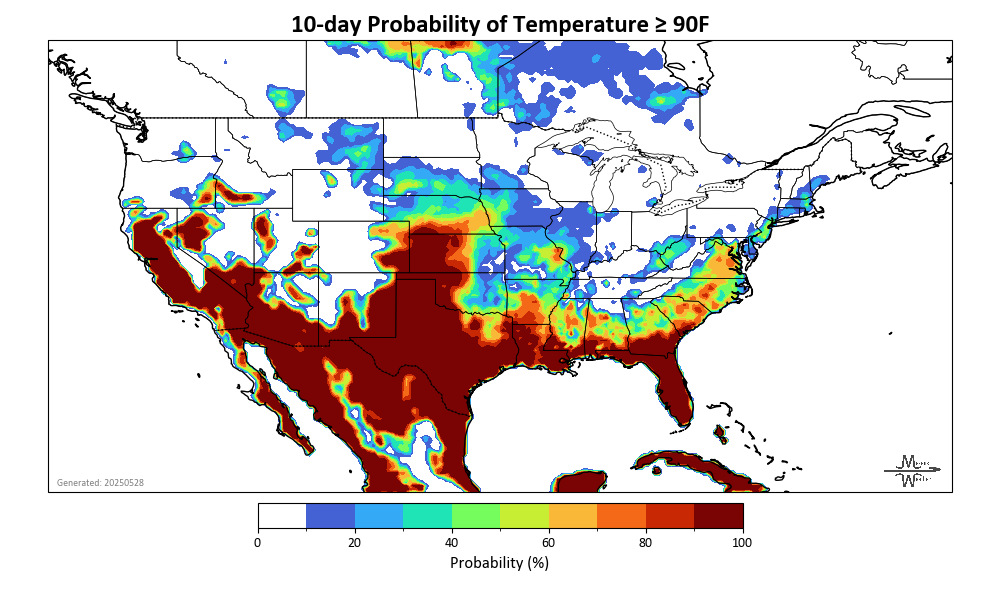 10-day Probability of Temperature ≥ 90F
Generated: 20250528
0 20 40 60 80 100
Probability (%)